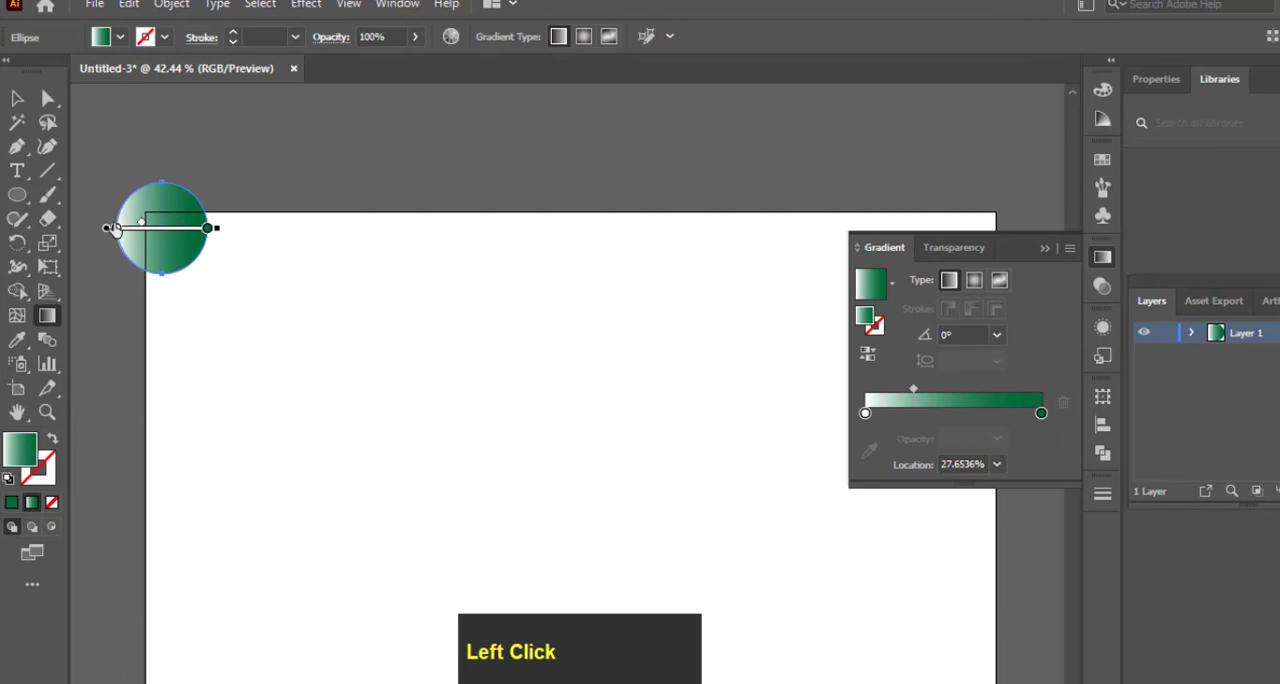 Ai File Edit Object Type Select Effect View Window Help Search Adobe Help
Ellipse Stroke: Opacity: 100% Gradient Type:
Untitled-3* @ 42.44 % (RGB/Preview) ×
Properties Libraries
Search all libraries
Gradient Transparency
Type:
Stroke:
0°
Opacity:
Location: 27.6536%
Layers Asset Export
Layer 1
1 Layer
Left Click